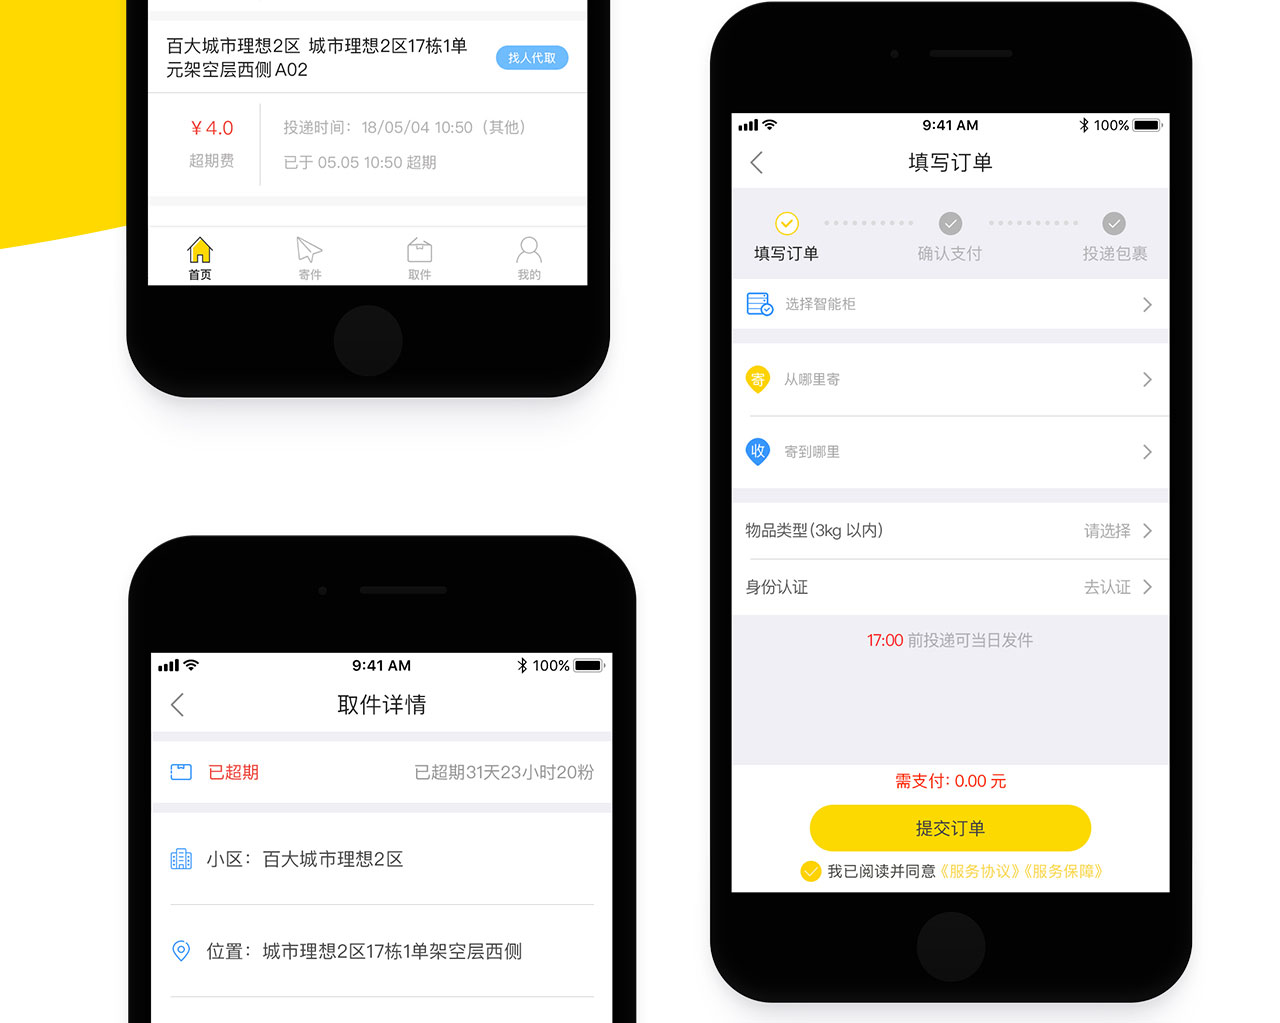 百大城市理想2区 城市理想2区17栋1单
元架空层西侧A02
找人代取
¥4.0
超期费
投递时间：18/05/04 10:50（其他）
已于 05.05 10:50 超期
首页
寄件
取件
我的
9:41 AM
100%
取件详情
已超期
已超期31天23小时20粉
小区：百大城市理想2区
位置：城市理想2区17栋1单架空层西侧
9:41 AM
100%
填写订单
填写订单
确认支付
投递包裹
选择智能柜
寄 从哪里寄
收 寄到哪里
物品类型(3kg 以内)
请选择
身份认证
去认证
17:00 前投递可当日发件
需支付: 0.00 元
提交订单
我已阅读并同意《服务协议》《服务保障》